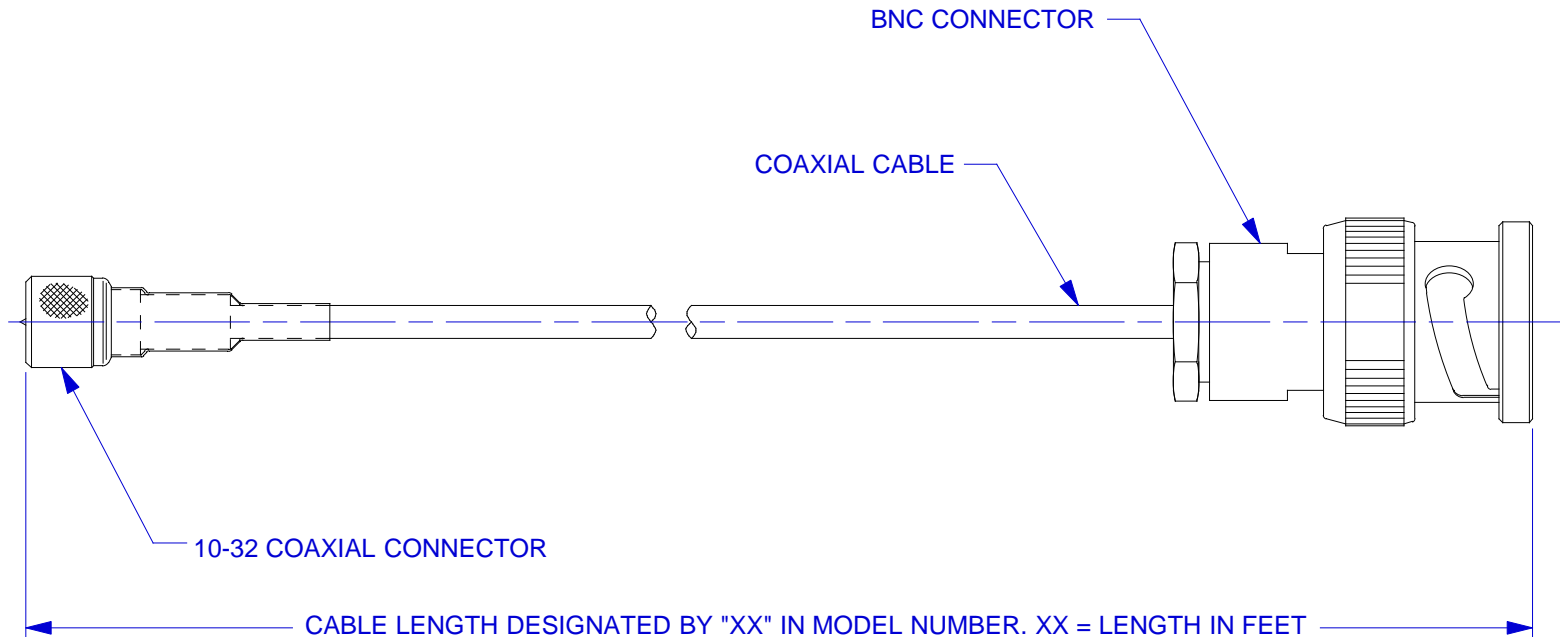 BNC CONNECTOR
COAXIAL CABLE
10-32 COAXIAL CONNECTOR
CABLE LENGTH DESIGNATED BY "XX" IN MODEL NUMBER. XX = LENGTH IN FEET